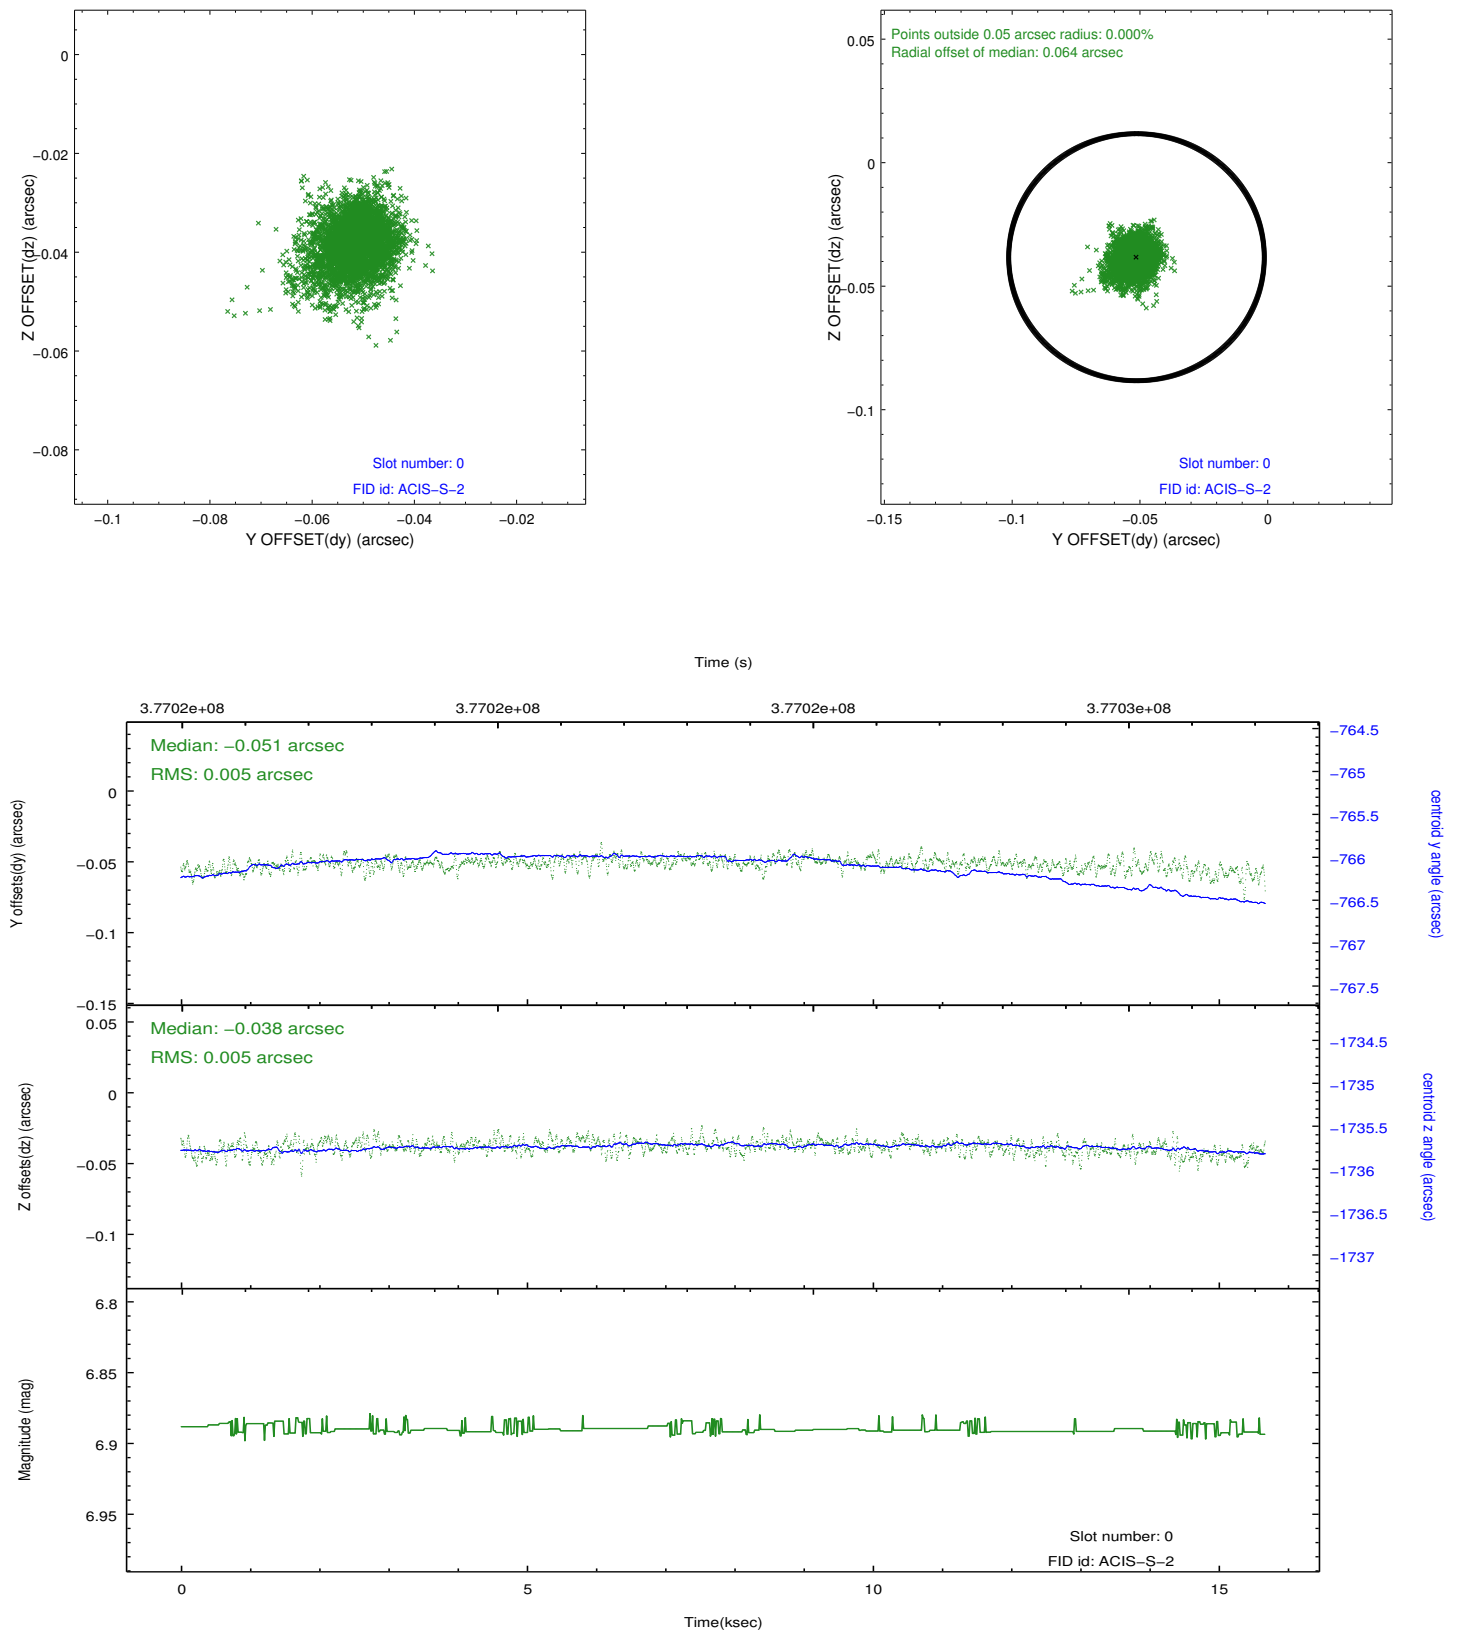 0
−0.02
−0.04
−0.06
−0.08
Z OFFSET(dz) (arcsec)
Slot number: 0
FID id: ACIS−S−2
−0.1
−0.08
−0.06
−0.04
−0.02
Y OFFSET(dy) (arcsec)
Points outside 0.05 arcsec radius: 0.000%
Radial offset of median: 0.064 arcsec
0.05
0
−0.05
−0.1
Z OFFSET(dz) (arcsec)
Slot number: 0
FID id: ACIS−S−2
−0.15
−0.1
−0.05
0
Y OFFSET(dy) (arcsec)
Time (s)
3.7702e+08
3.7702e+08
3.7702e+08
3.7703e+08
Median: −0.051 arcsec
RMS: 0.005 arcsec
0
−0.05
−0.1
−0.15
Y offsets(dy) (arcsec)
−764.5
−765
−765.5
−766
−766.5
−767
−767.5
centroid y angle (arcsec)
Median: −0.038 arcsec
RMS: 0.005 arcsec
0.05
0
−0.05
−0.1
Z offsets(dz) (arcsec)
−1734.5
−1735
−1735.5
−1736
−1736.5
−1737
centroid z angle (arcsec)
6.8
6.85
6.9
6.95
Magnitude (mag)
Slot number: 0
FID id: ACIS−S−2
0
5
10
15
Time(ksec)